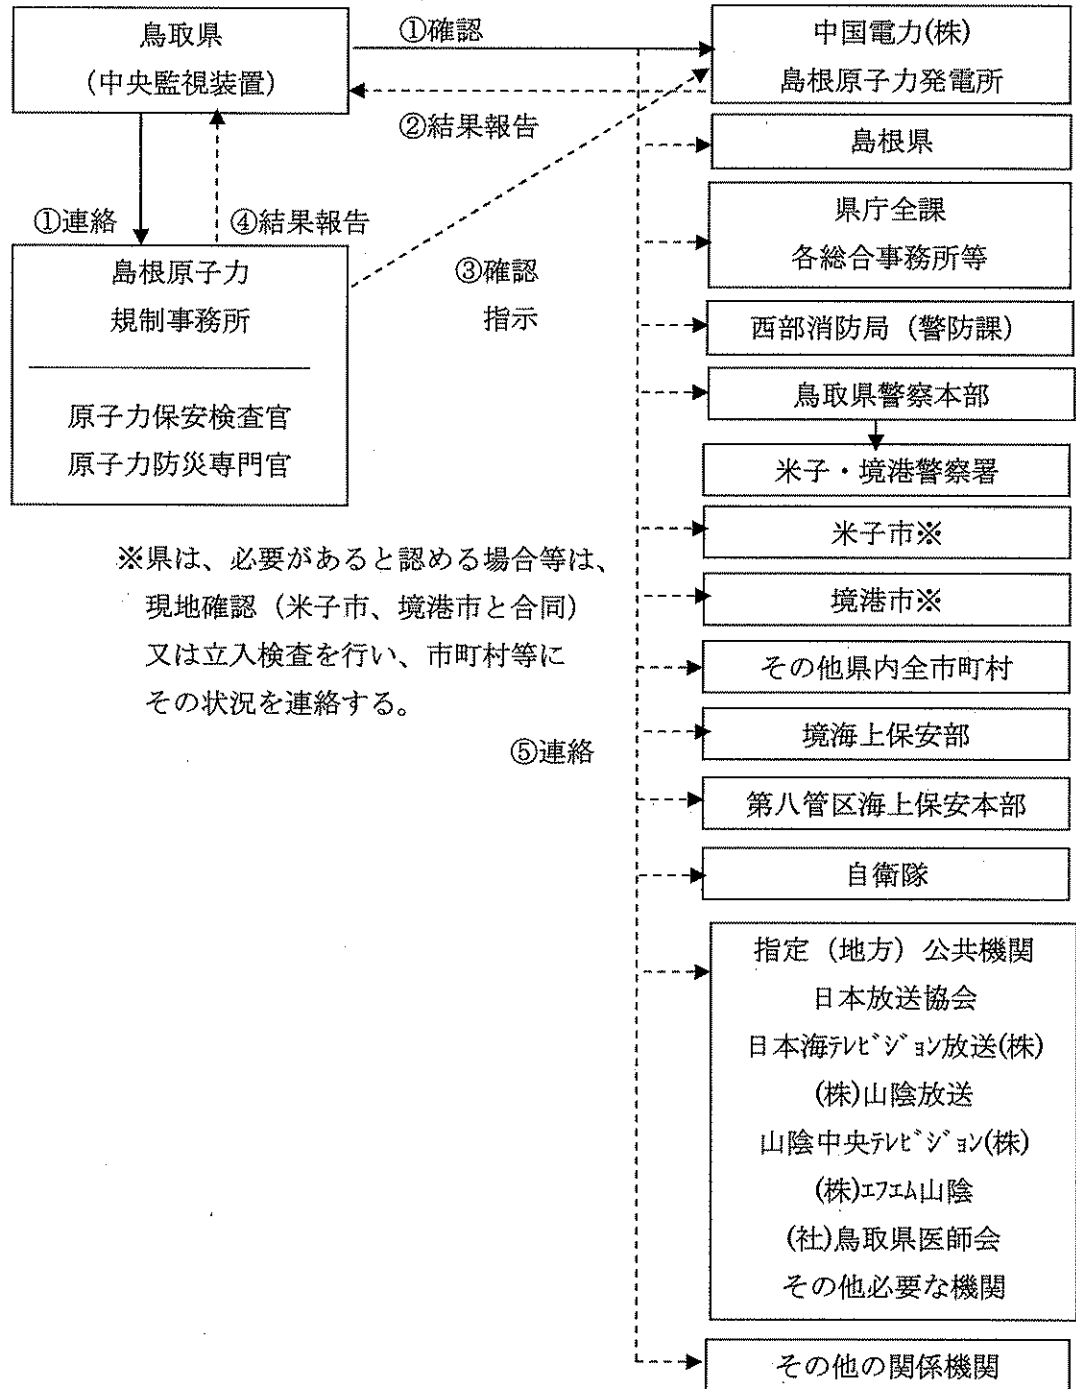 鳥取県
(中央監視装置)
①確認
②結果報告
中国電力(株)
島根原子力発電所
①連絡
④結果報告
③確認
指示
島根原子力
規制事務所
原子力保安検査官
原子力防災専門官
※県は、必要があると認める場合等は、
現地確認（米子市、境港市と合同）
又は立入検査を行い、市町村等に
その状況を連絡する。
⑤連絡
島根県
県庁全課
各総合事務所等
西部消防局（警防課）
鳥取県警察本部
米子・境港警察署
米子市※
境港市※
その他県内全市町村
境海上保安部
第八管区海上保安本部
自衛隊
指定（地方）公共機関
日本放送協会
日本海ﾃﾚﾋﾞｼﾞｮﾝ放送(株)
(株)山陰放送
山陰中央ﾃﾚﾋﾞｼﾞｮﾝ(株)
(株)ｴﾌｴﾑ山陰
(社)鳥取県医師会
その他必要な機関
その他の関係機関